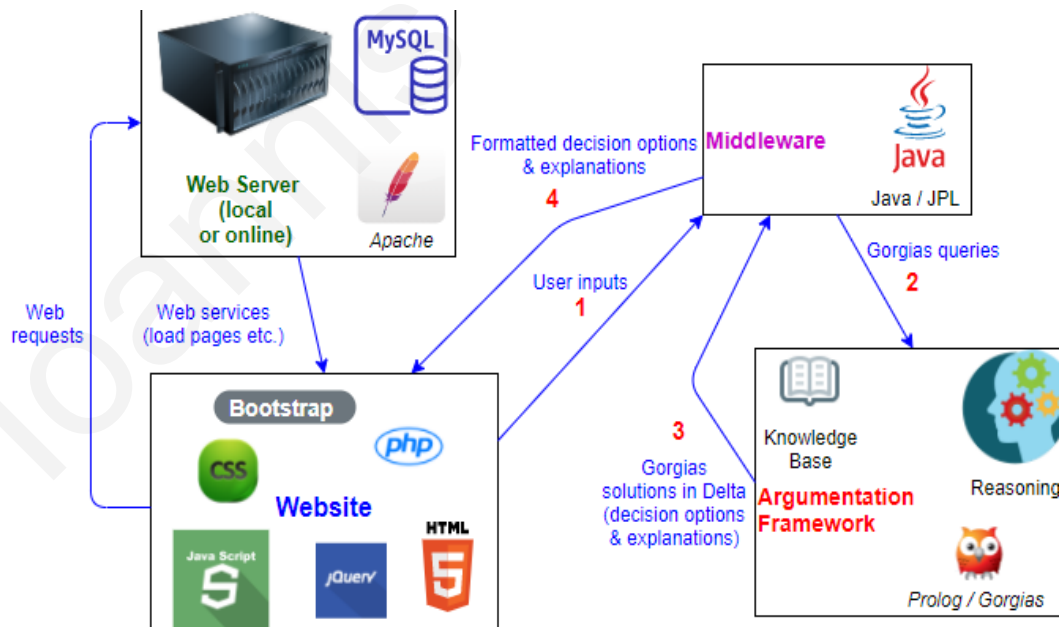 MySQL
Web Server
(local
or online)
Apache
Formatted decision options
& explanations
4
Middleware
Java
Java / JPL
User inputs
1
Gorgias queries
2
Web
requests
Web services
(load pages etc.)
Bootstrap
CSS
php
Website
Java Script
jQuery
HTML
5
3
Gorgias
solutions in Delta
(decision options
& explanations)
Knowledge
Base
Reasoning
Argumentation
Framework
Prolog / Gorgias
Ioannis